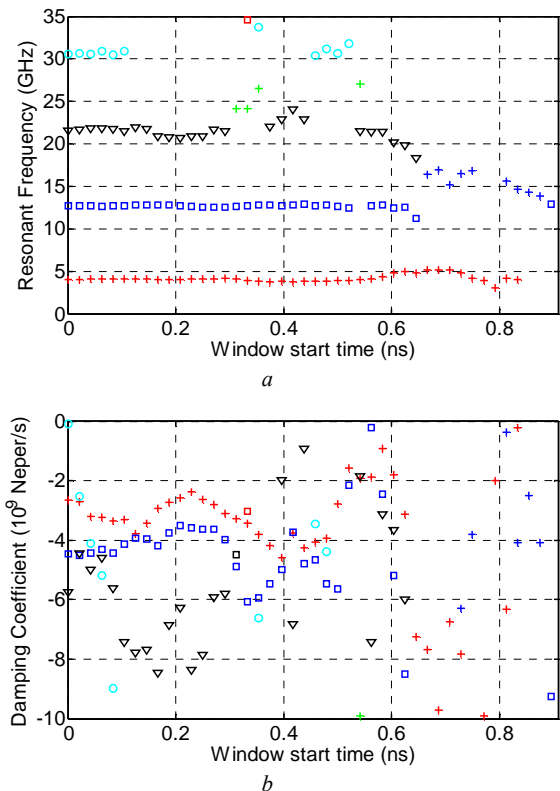 35
30
25
20
15
10
5
0
Resonant Frequency (GHz)
0 0.2 0.4 0.6 0.8
Window start time (ns)
a
0
-2
-4
-6
-8
-10
Damping Coefficient (10⁹ Neper/s)
0 0.2 0.4 0.6 0.8
Window start time (ns)
b